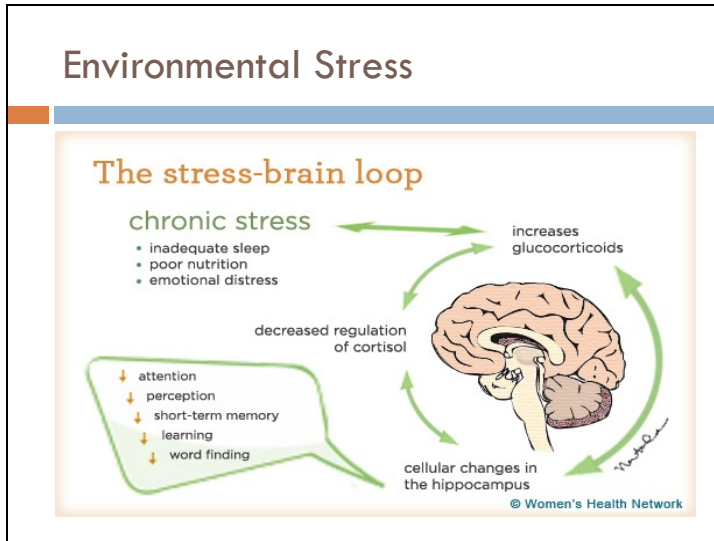 Environmental Stress
The stress-brain loop
chronic stress
• inadequate sleep
• poor nutrition
• emotional distress
increases
glucocorticoids
decreased regulation
of cortisol
↓ attention
↓ perception
↓ short-term memory
↓ learning
↓ word finding
cellular changes in
the hippocampus
© Women's Health Network